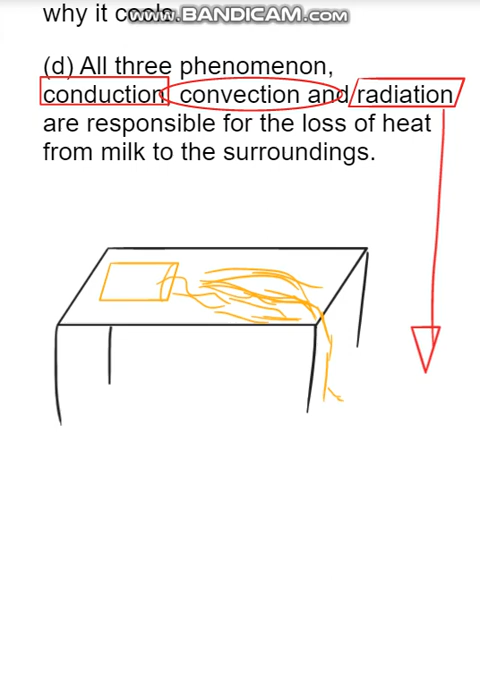 why it cools
www.BANDICAM.com
(d) All three phenomenon,
conduction, convection and radiation
are responsible for the loss of heat
from milk to the surroundings.